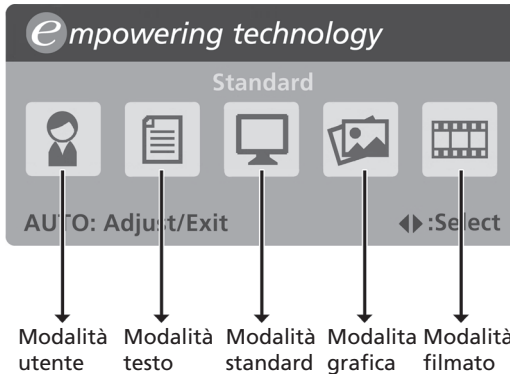 empowering technology
Standard
AUTO: Adjust/Exit
:Select
Modalità Modalità Modalità Modalita Modalità
utente testo standard grafica filmato